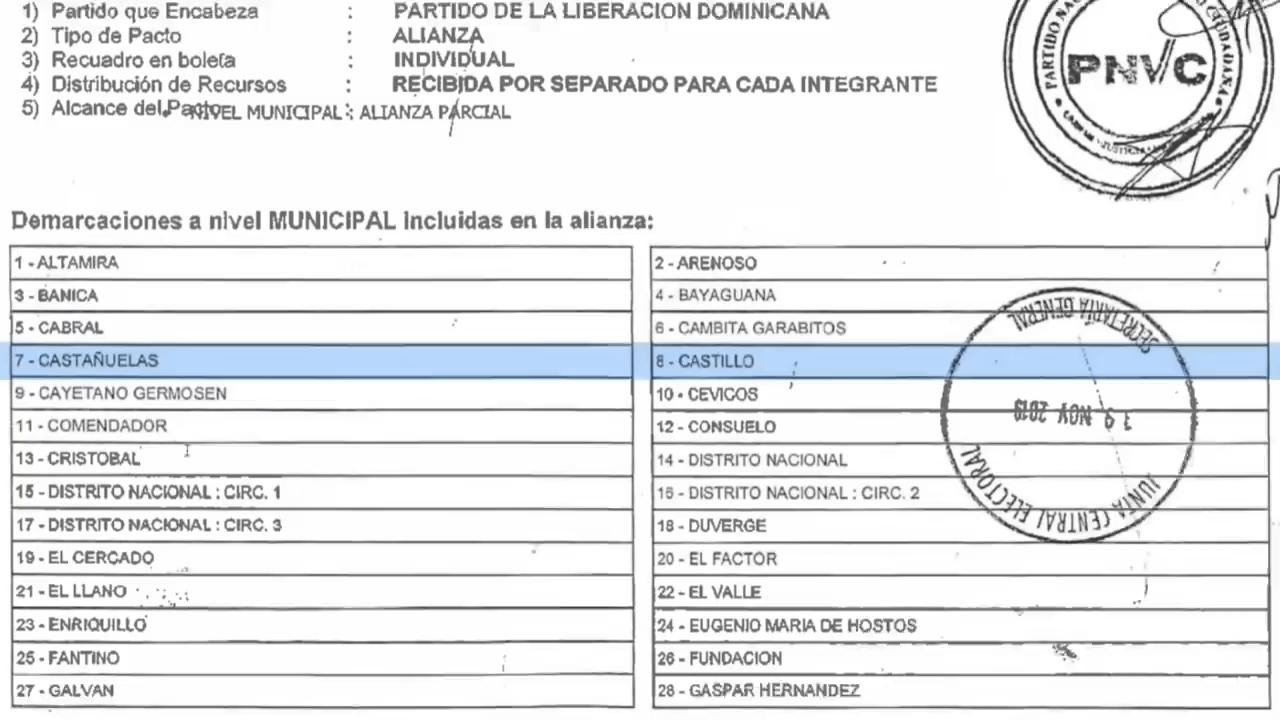 1) Partido que Encabeza : PARTIDO DE LA LIBERACION DOMINICANA
2) Tipo de Pacto : ALIANZA
3) Recuadro en boleta : INDIVIDUAL
4) Distribución de Recursos : RECIBIDA POR SEPARADO PARA CADA INTEGRANTE
5) Alcance del Pacto : NIVEL MUNICIPAL : ALIANZA PARCIAL
PNVC
Demarcaciones a nivel MUNICIPAL incluidas en la alianza:
1 - ALTAMIRA 2 - ARENOSO
3 - BANICA 4 - BAYAGUANA
5 - CABRAL 6 - CAMBITA GARABITOS
7 - CASTAÑUELAS 8 - CASTILLO
9 - CAYETANO GERMOSEN 10 - CEVICOS
11 - COMENDADOR 12 - CONSUELO
13 - CRISTOBAL 14 - DISTRITO NACIONAL
15 - DISTRITO NACIONAL : CIRC. 1 16 - DISTRITO NACIONAL : CIRC. 2
17 - DISTRITO NACIONAL : CIRC. 3 18 - DUVERGE
19 - EL CERCADO 20 - EL FACTOR
21 - EL LLANO 22 - EL VALLE
23 - ENRIQUILLO 24 - EUGENIO MARIA DE HOSTOS
25 - FANTINO 26 - FUNDACION
27 - GALVAN 28 - GASPAR HERNANDEZ
SECRETARÍA GENERAL
19 NOV 2019
JUNTA CENTRAL ELECTORAL